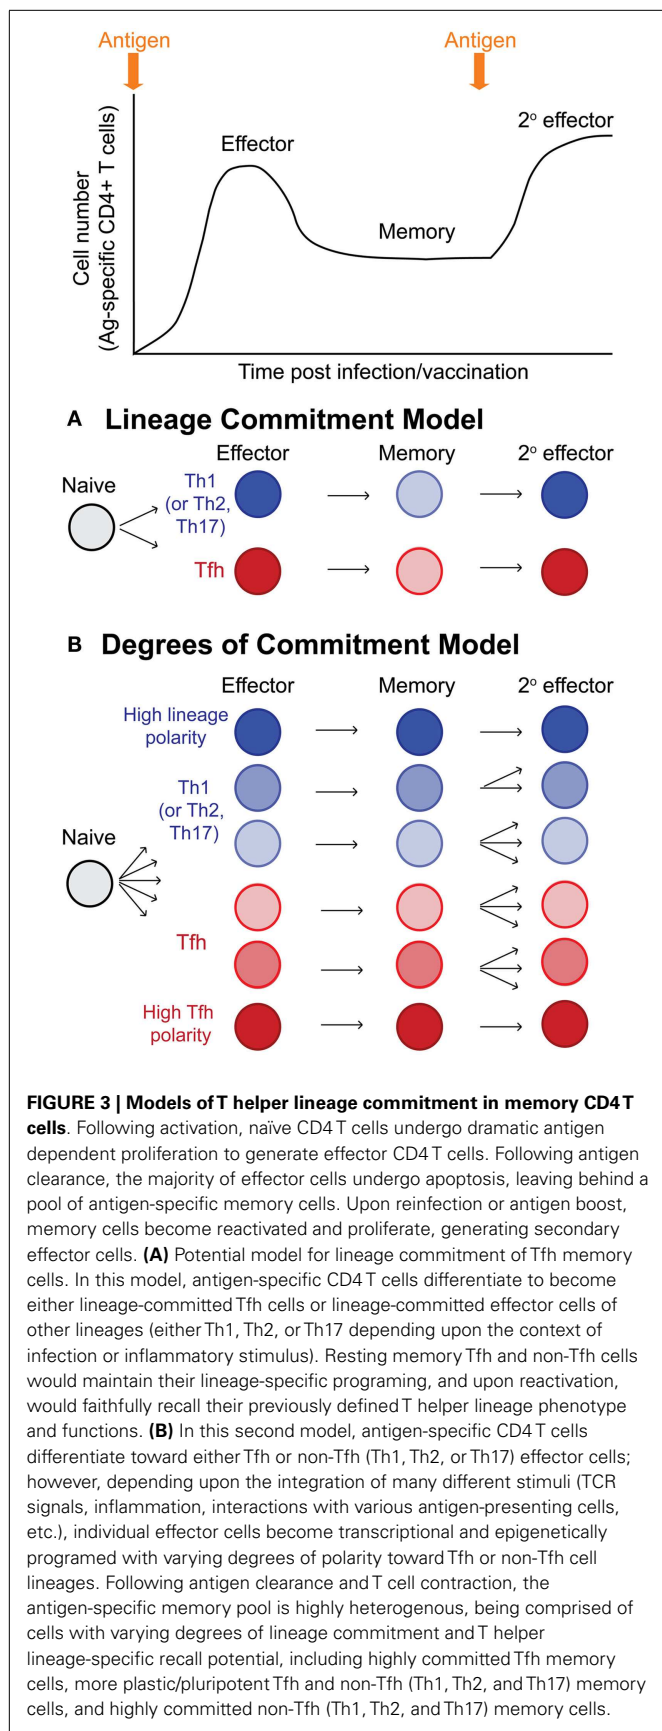 Antigen
Antigen
Cell number
(Ag-specific CD4+ T cells)
Effector
Memory
2º effector
Time post infection/vaccination
A Lineage Commitment Model
Effector Memory 2º effector
Naive
Th1
(or Th2,
Th17)
Tfh
B Degrees of Commitment Model
Effector Memory 2º effector
High lineage
polarity
Th1
(or Th2,
Th17)
Naive
Tfh
High Tfh
polarity
FIGURE 3 | Models of T helper lineage commitment in memory CD4 T
cells. Following activation, naïve CD4 T cells undergo dramatic antigen
dependent proliferation to generate effector CD4 T cells. Following antigen
clearance, the majority of effector cells undergo apoptosis, leaving behind a
pool of antigen-specific memory cells. Upon reinfection or antigen boost,
memory cells become reactivated and proliferate, generating secondary
effector cells. (A) Potential model for lineage commitment of Tfh memory
cells. In this model, antigen-specific CD4 T cells differentiate to become
either lineage-committed Tfh cells or lineage-committed effector cells of
other lineages (either Th1, Th2, or Th17 depending upon the context of
infection or inflammatory stimulus). Resting memory Tfh and non-Tfh cells
would maintain their lineage-specific programing, and upon reactivation,
would faithfully recall their previously defined T helper lineage phenotype
and functions. (B) In this second model, antigen-specific CD4 T cells
differentiate toward either Tfh or non-Tfh (Th1, Th2, or Th17) effector cells;
however, depending upon the integration of many different stimuli (TCR
signals, inflammation, interactions with various antigen-presenting cells,
etc.), individual effector cells become transcriptional and epigenetically
programed with varying degrees of polarity toward Tfh or non-Tfh cell
lineages. Following antigen clearance and T cell contraction, the
antigen-specific memory pool is highly heterogenous, being comprised of
cells with varying degrees of lineage commitment and T helper
lineage-specific recall potential, including highly committed Tfh memory
cells, more plastic/pluripotent Tfh and non-Tfh (Th1, Th2, and Th17) memory
cells, and highly committed non-Tfh (Th1, Th2, and Th17) memory cells.